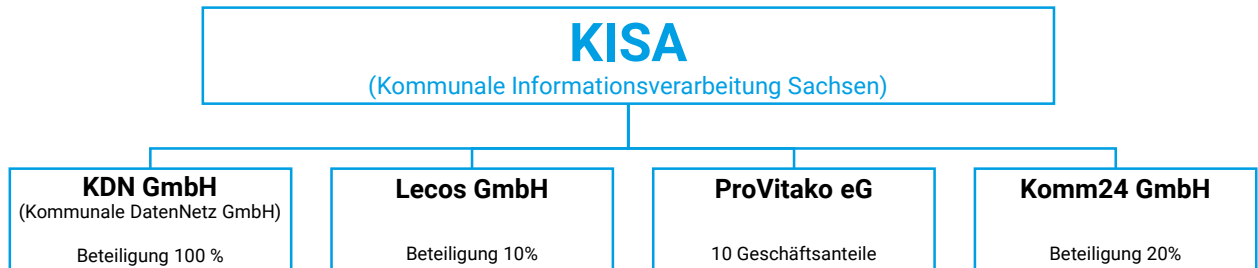 KISA
(Kommunale Informationsverarbeitung Sachsen)
KDN GmbH
(Kommunale DatenNetz GmbH)
Beteiligung 100 %
Lecos GmbH
Beteiligung 10%
ProVitako eG
10 Geschäftsanteile
Komm24 GmbH
Beteiligung 20%